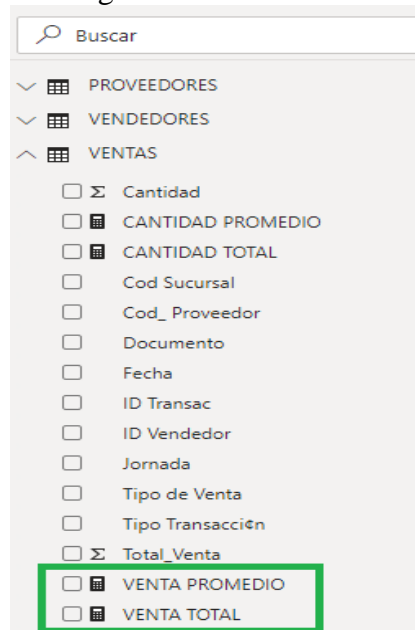 Buscar
PROVEEDORES
VENDEDORES
VENTAS
Σ Cantidad
CANTIDAD PROMEDIO
CANTIDAD TOTAL
Cod Sucursal
Cod_ Proveedor
Documento
Fecha
ID Transac
ID Vendedor
Jornada
Tipo de Venta
Tipo Transacci¢n
Σ Total_Venta
VENTA PROMEDIO
VENTA TOTAL